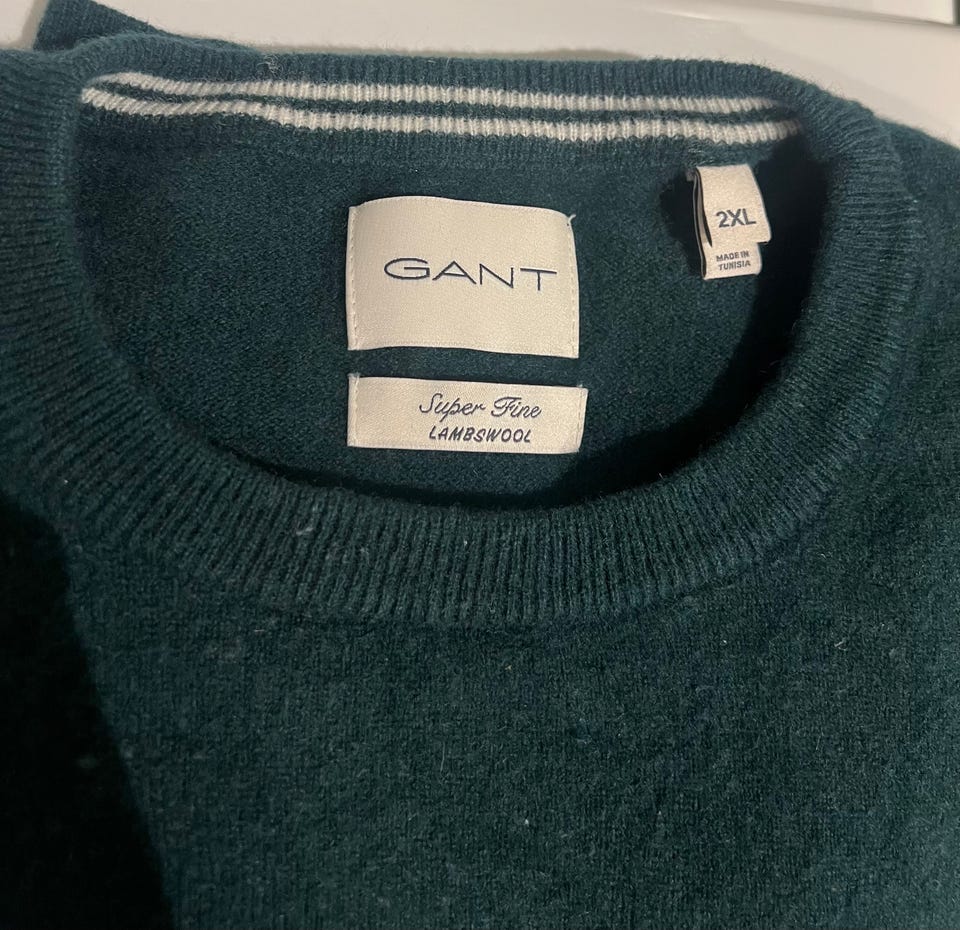 GANT
Super Fine
LAMBSWOOL
2XL
MADE IN
TUNISIA